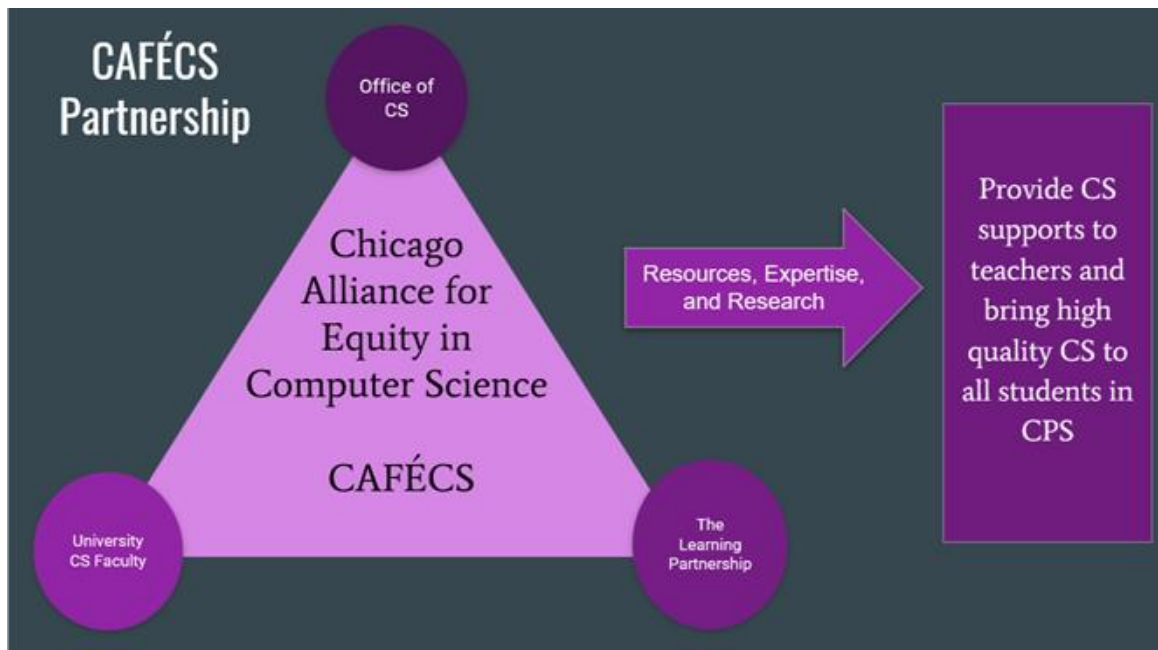 CAFÉCS
Partnership
Office of
CS
Chicago
Alliance for
Equity in
Computer Science
CAFÉCS
University
CS Faculty
The
Learning
Partnership
Resources, Expertise,
and Research
Provide CS
supports to
teachers and
bring high
quality CS to
all students in
CPS